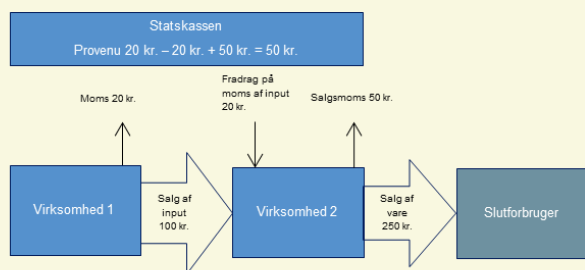 Statskassen
Provenu 20 kr. – 20 kr. + 50 kr. = 50 kr.
Moms 20 kr.
Fradrag på
moms af input
20 kr.
Salgsmoms 50 kr.
Virksomhed 1
Salg af
input
100 kr.
Virksomhed 2
Salg af
vare
250 kr.
Slutforbruger